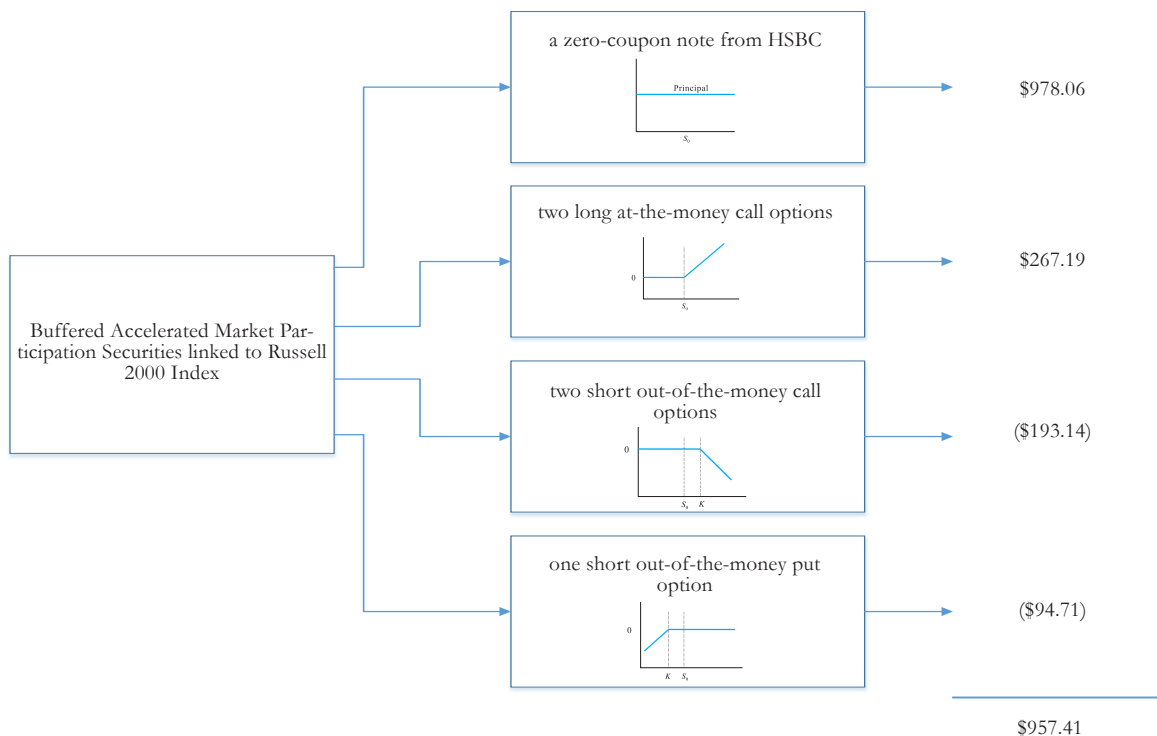 a zero-coupon note from HSBC
Principal
S₀
$978.06
two long at-the-money call options
0
S₀
$267.19
Buffered Accelerated Market Par-
ticipation Securities linked to Russell
2000 Index
two short out-of-the-money call
options
0
S₀ K
($193.14)
one short out-of-the-money put
option
0
K S₀
($94.71)
$957.41